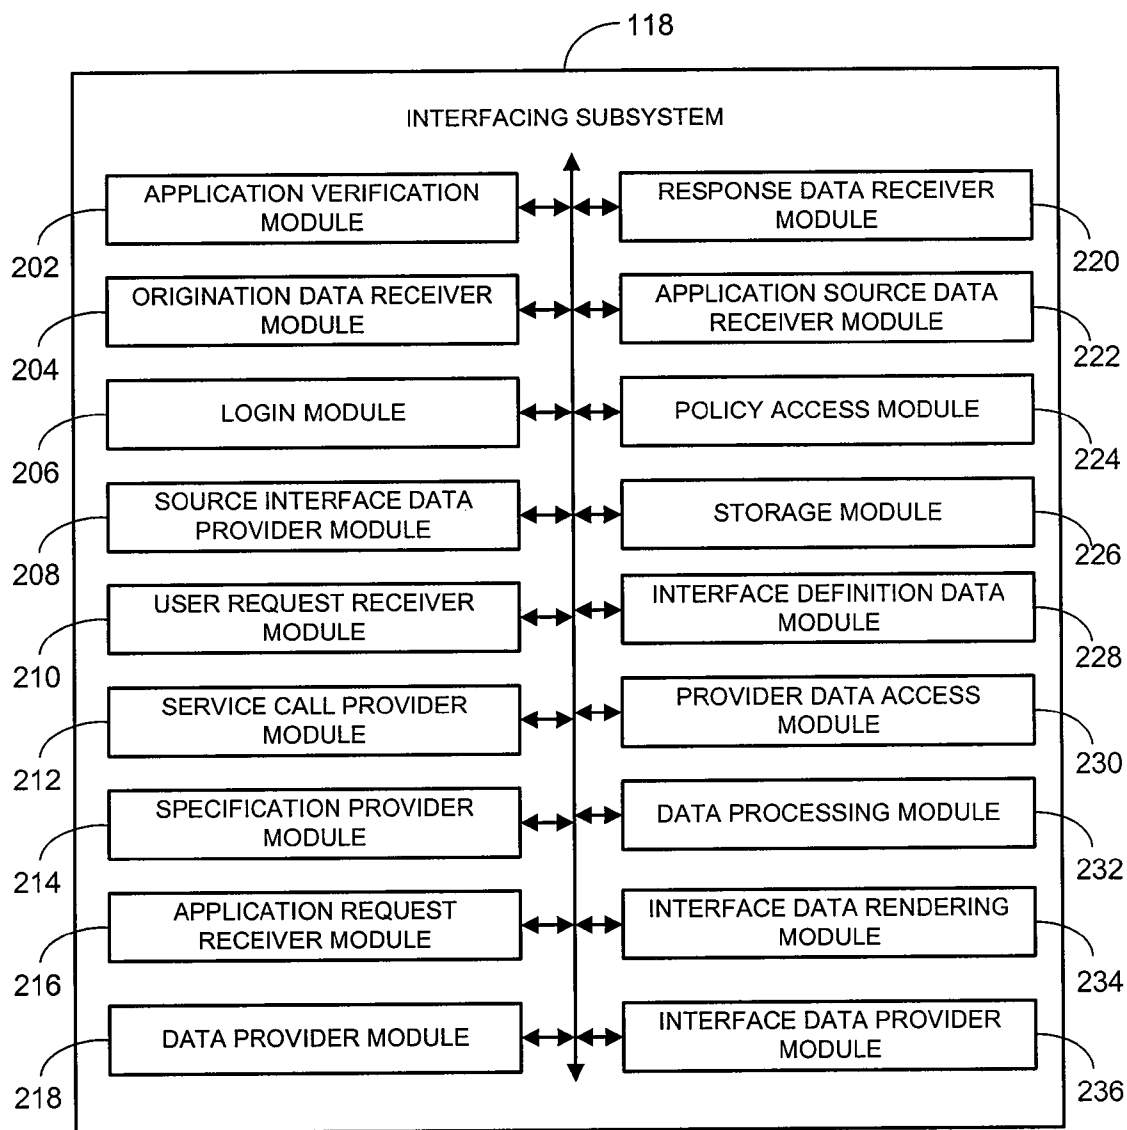 118
INTERFACING SUBSYSTEM
APPLICATION VERIFICATION
MODULE
202
ORIGINATION DATA RECEIVER
MODULE
204
LOGIN MODULE
206
SOURCE INTERFACE DATA
PROVIDER MODULE
208
USER REQUEST RECEIVER
MODULE
210
SERVICE CALL PROVIDER
MODULE
212
SPECIFICATION PROVIDER
MODULE
214
APPLICATION REQUEST
RECEIVER MODULE
216
DATA PROVIDER MODULE
218
RESPONSE DATA RECEIVER
MODULE
220
APPLICATION SOURCE DATA
RECEIVER MODULE
222
POLICY ACCESS MODULE
224
STORAGE MODULE
226
INTERFACE DEFINITION DATA
MODULE
228
PROVIDER DATA ACCESS
MODULE
230
DATA PROCESSING MODULE
232
INTERFACE DATA RENDERING
MODULE
234
INTERFACE DATA PROVIDER
MODULE
236